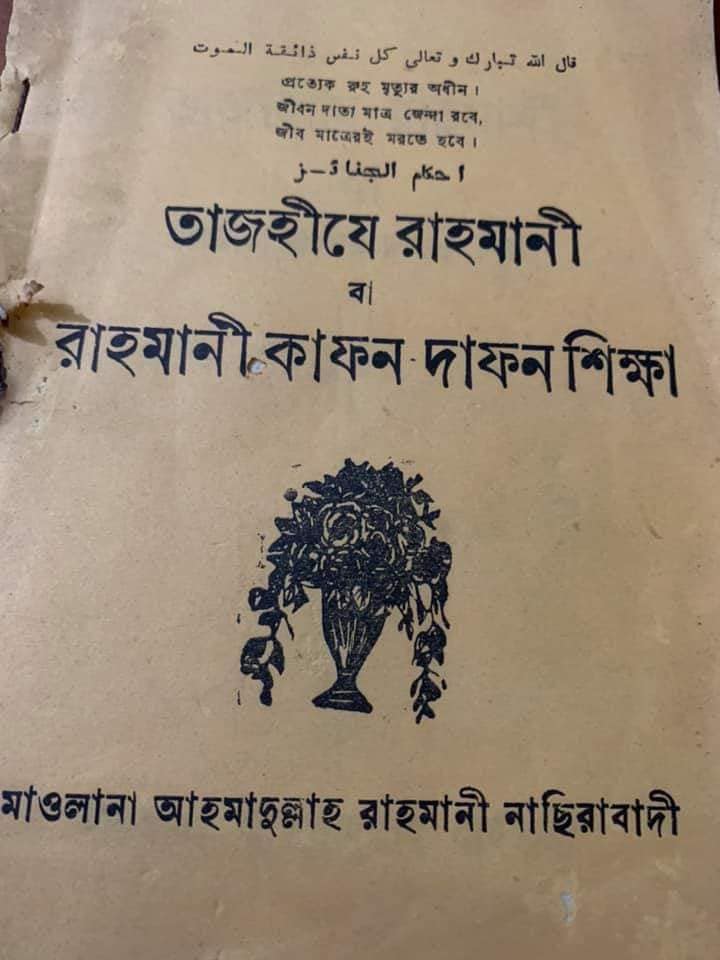 قال الله تبارك و تعالى كل نفس ذائقة الموت
প্রত্যেক রুহ মৃত্যুর অধীন।
জীবন দাতা মাত্র জেন্দা রবে,
জীব মাত্রেরই মরতে হবে।
احكام الجنائز
তাজহীযে রাহমানী
বা
রাহমানী কাফন-দাফন শিক্ষা
মাওলানা আহমাদুল্লাহ রাহমানী নাছিরাবাদী